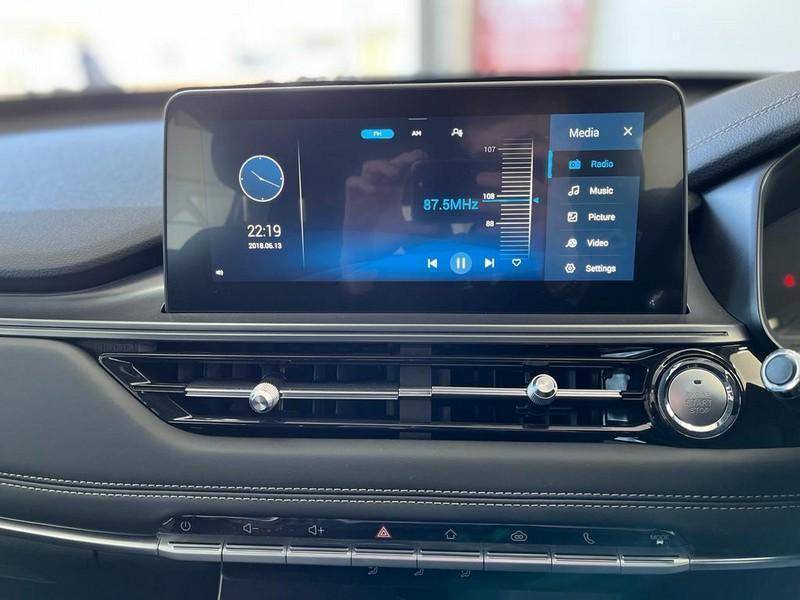 FM
AM
107
108
88
87.5MHz
22:19
2018.06.13
Media
Radio
Music
Picture
Video
Settings
START
STOP
MODE